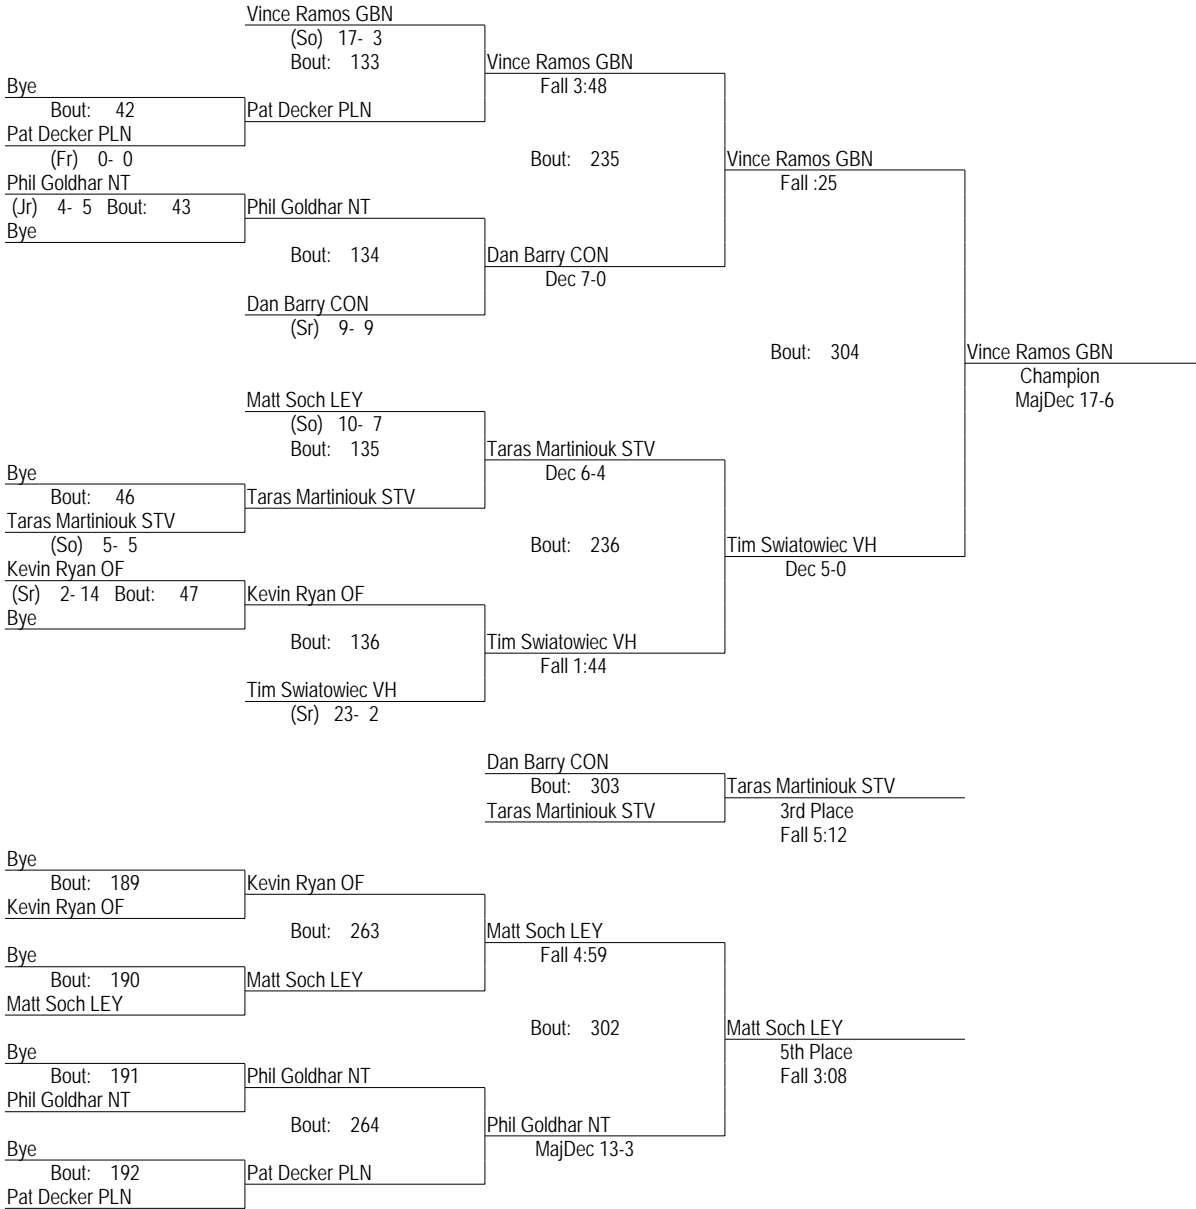 Vince Ramos GBN
(So) 17- 3
Bout: 133
Vince Ramos GBN
Fall 3:48
Bye
Bout: 42
Pat Decker PLN
Pat Decker PLN
(Fr) 0- 0
Bout: 235
Vince Ramos GBN
Fall :25
Phil Goldhar NT
(Jr) 4- 5 Bout: 43
Phil Goldhar NT
Bye
Bout: 134
Dan Barry CON
Dec 7-0
Dan Barry CON
(Sr) 9- 9
Bout: 304
Vince Ramos GBN
Champion
MajDec 17-6
Matt Soch LEY
(So) 10- 7
Bout: 135
Taras Martiniouk STV
Dec 6-4
Bye
Bout: 46
Taras Martiniouk STV
Taras Martiniouk STV
(So) 5- 5
Bout: 236
Tim Swiatowiec VH
Dec 5-0
Kevin Ryan OF
(Sr) 2- 14 Bout: 47
Kevin Ryan OF
Bye
Bout: 136
Tim Swiatowiec VH
Fall 1:44
Tim Swiatowiec VH
(Sr) 23- 2
Dan Barry CON
Bout: 303
Taras Martiniouk STV
Taras Martiniouk STV
3rd Place
Fall 5:12
Bye
Bout: 189
Kevin Ryan OF
Kevin Ryan OF
Bout: 263
Matt Soch LEY
Fall 4:59
Bye
Bout: 190
Matt Soch LEY
Matt Soch LEY
Bout: 302
Matt Soch LEY
5th Place
Fall 3:08
Bye
Bout: 191
Phil Goldhar NT
Phil Goldhar NT
Bout: 264
Phil Goldhar NT
MajDec 13-3
Bye
Bout: 192
Pat Decker PLN
Pat Decker PLN